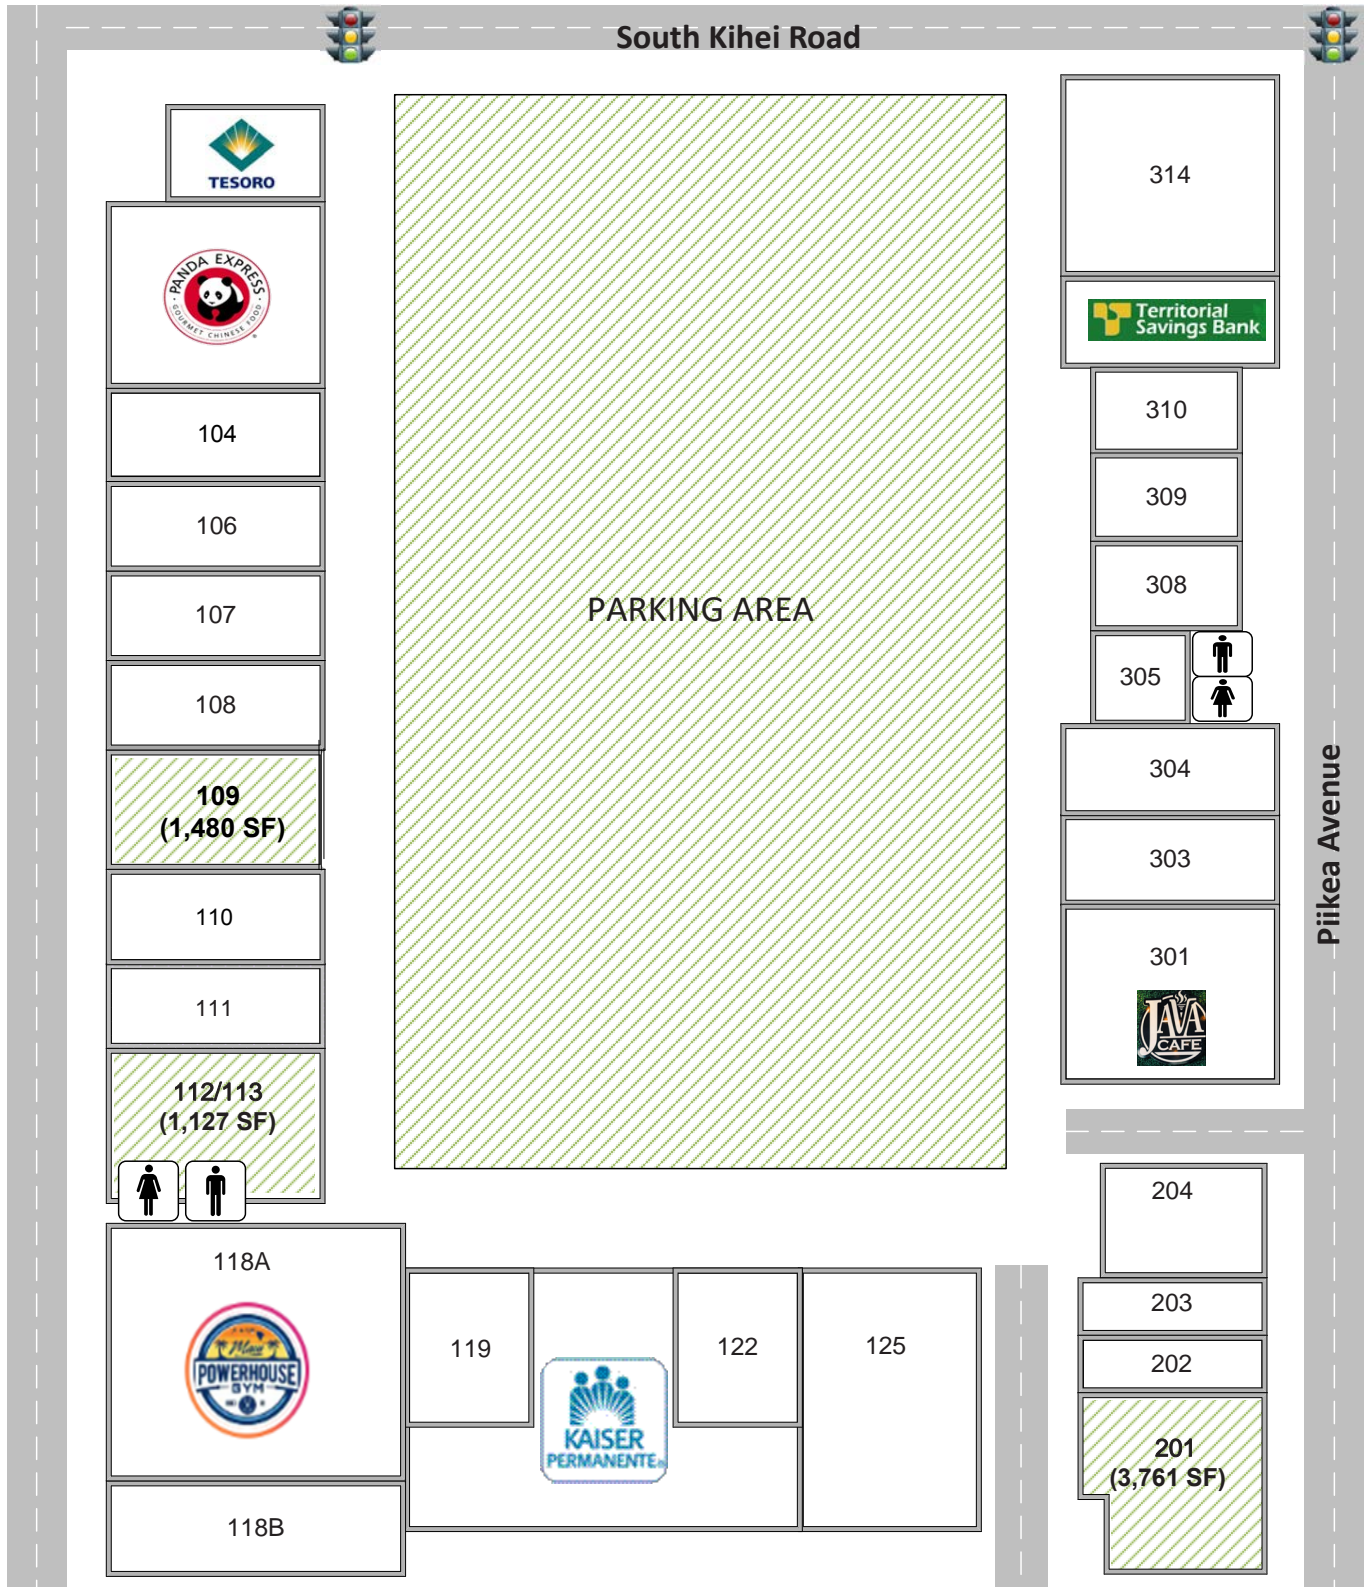 South Kihei Road
TESORO
PANDA EXPRESS
GOURMET CHINESE FOOD
104
106
107
108
109
(1,480 SF)
110
111
112/113
(1,127 SF)
118A
Maui
POWERHOUSE
GYM
118B
119
KAISER
PERMANENTE®
122
125
PARKING AREA
314
Territorial
Savings Bank
310
309
308
305
304
303
301
JAVA
CAFE
204
203
202
201
(3,761 SF)
Piikea Avenue